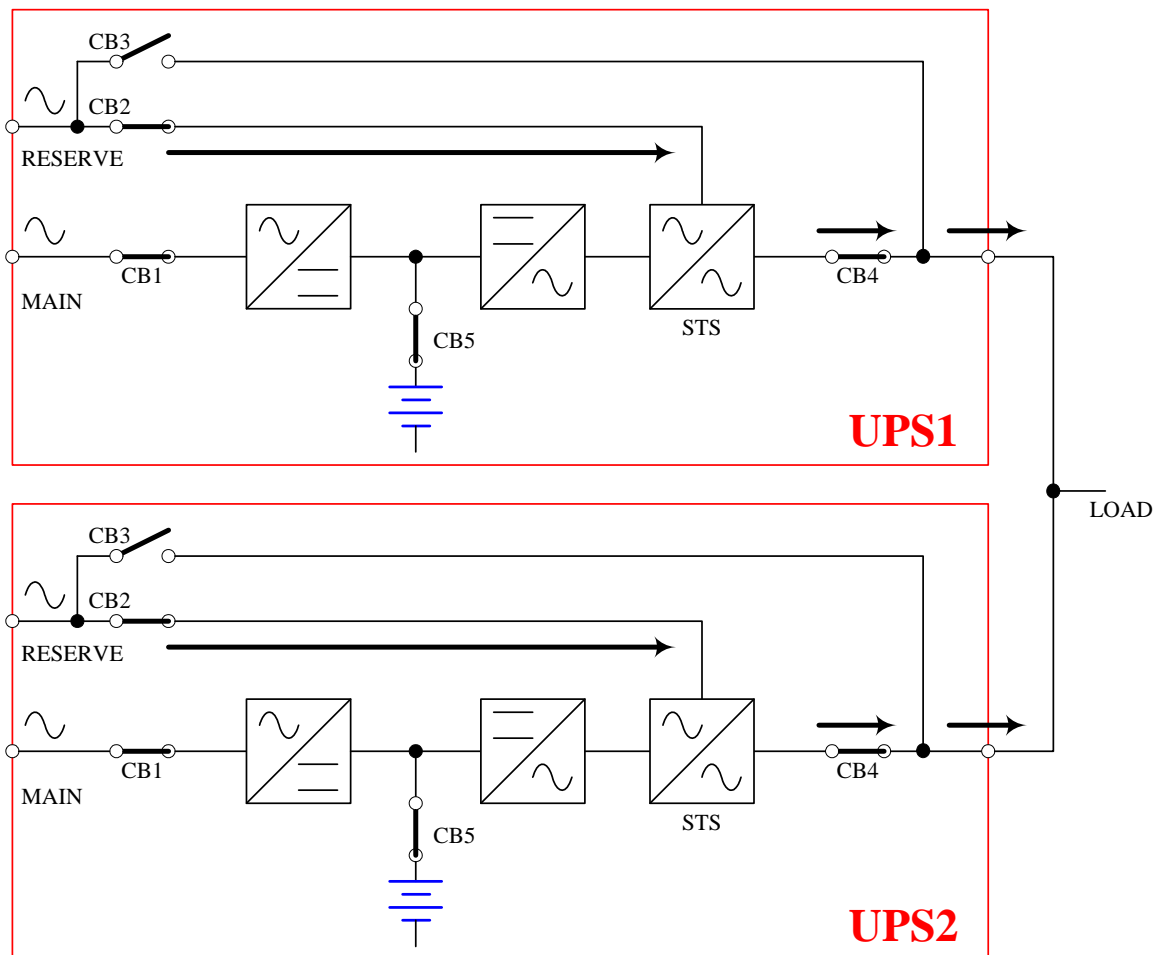 CB3
CB2
RESERVE
MAIN
CB1
CB5
STS
CB4
UPS1
LOAD
CB3
CB2
RESERVE
MAIN
CB1
CB5
STS
CB4
UPS2